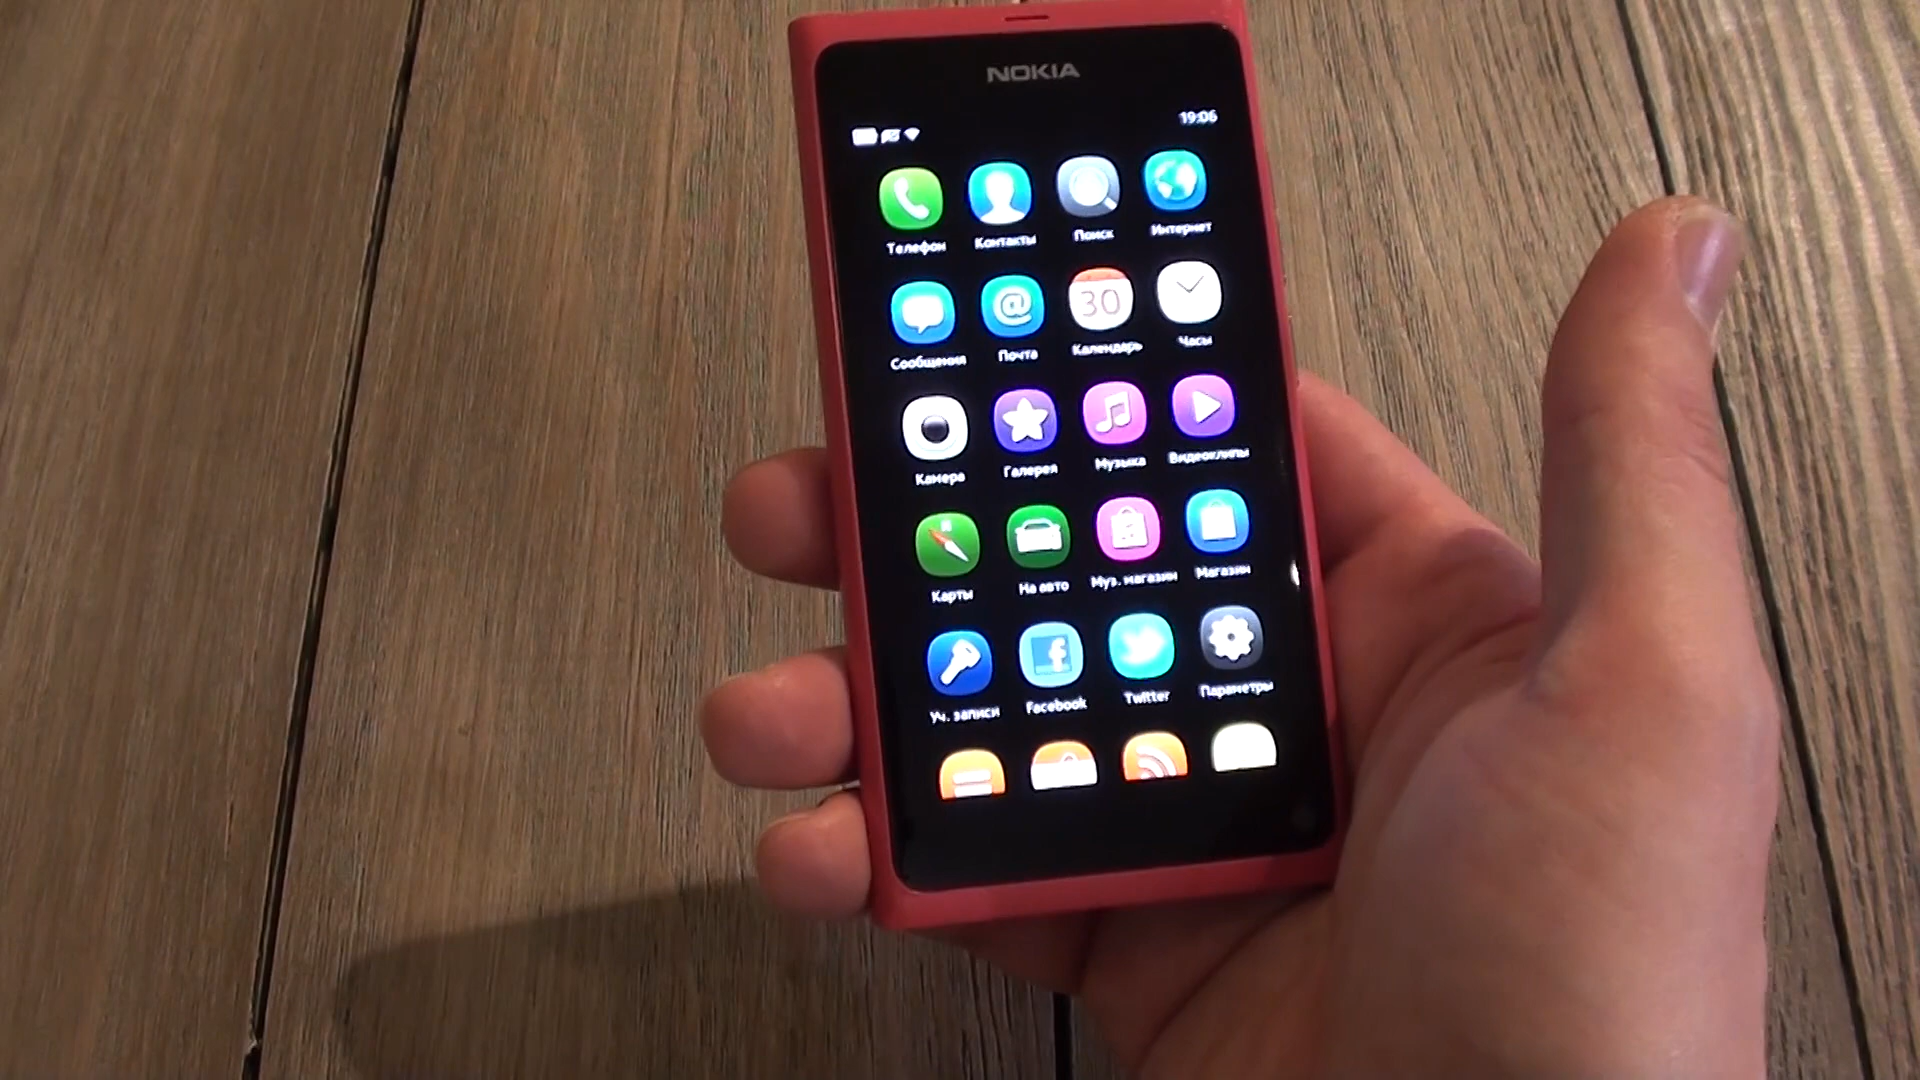 NOKIA
19:06
Телефон Контакты Поиск Интернет
30
Сообщения Почта Календарь Часы
Камера Галерея Музыка Видеоклипы
Карты На авто Муз. магазин Магазин
Уч. записи Facebook Twitter Параметры